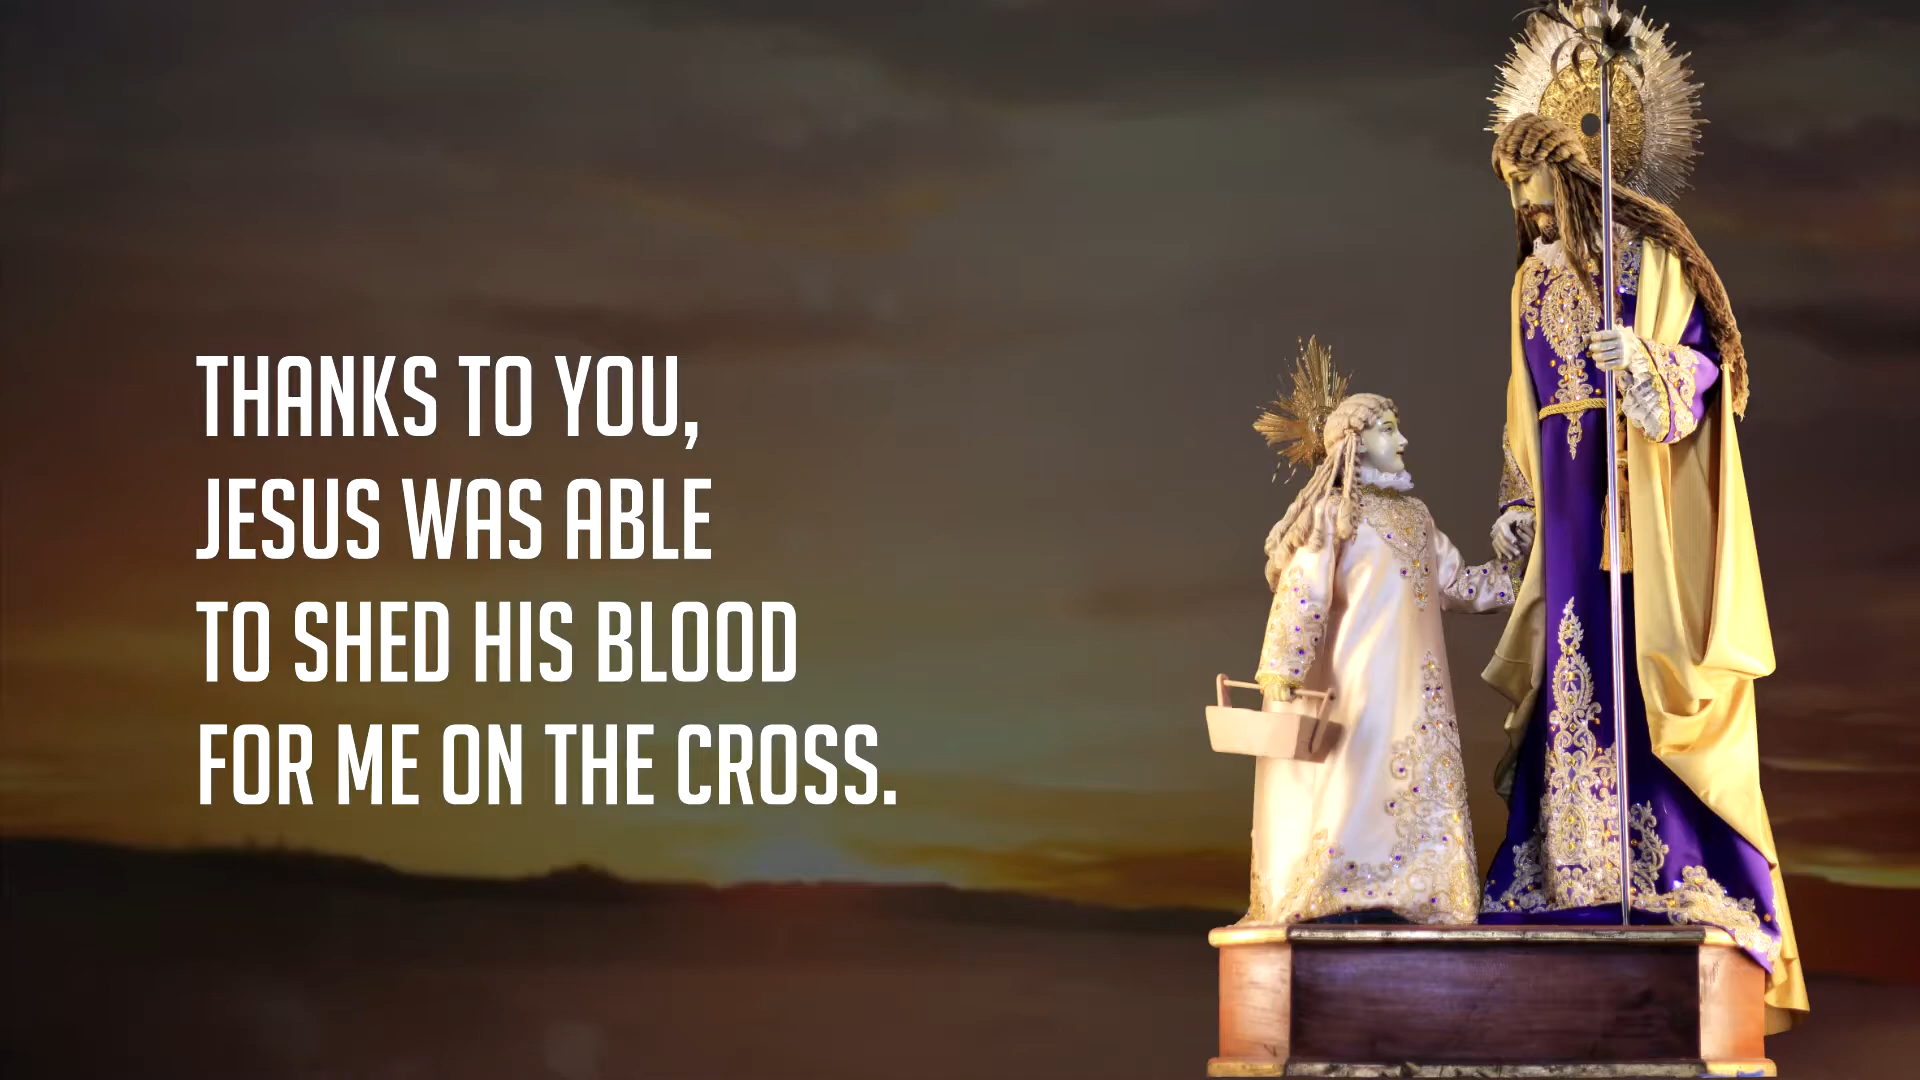 THANKS TO YOU,
JESUS WAS ABLE
TO SHED HIS BLOOD
FOR ME ON THE CROSS.